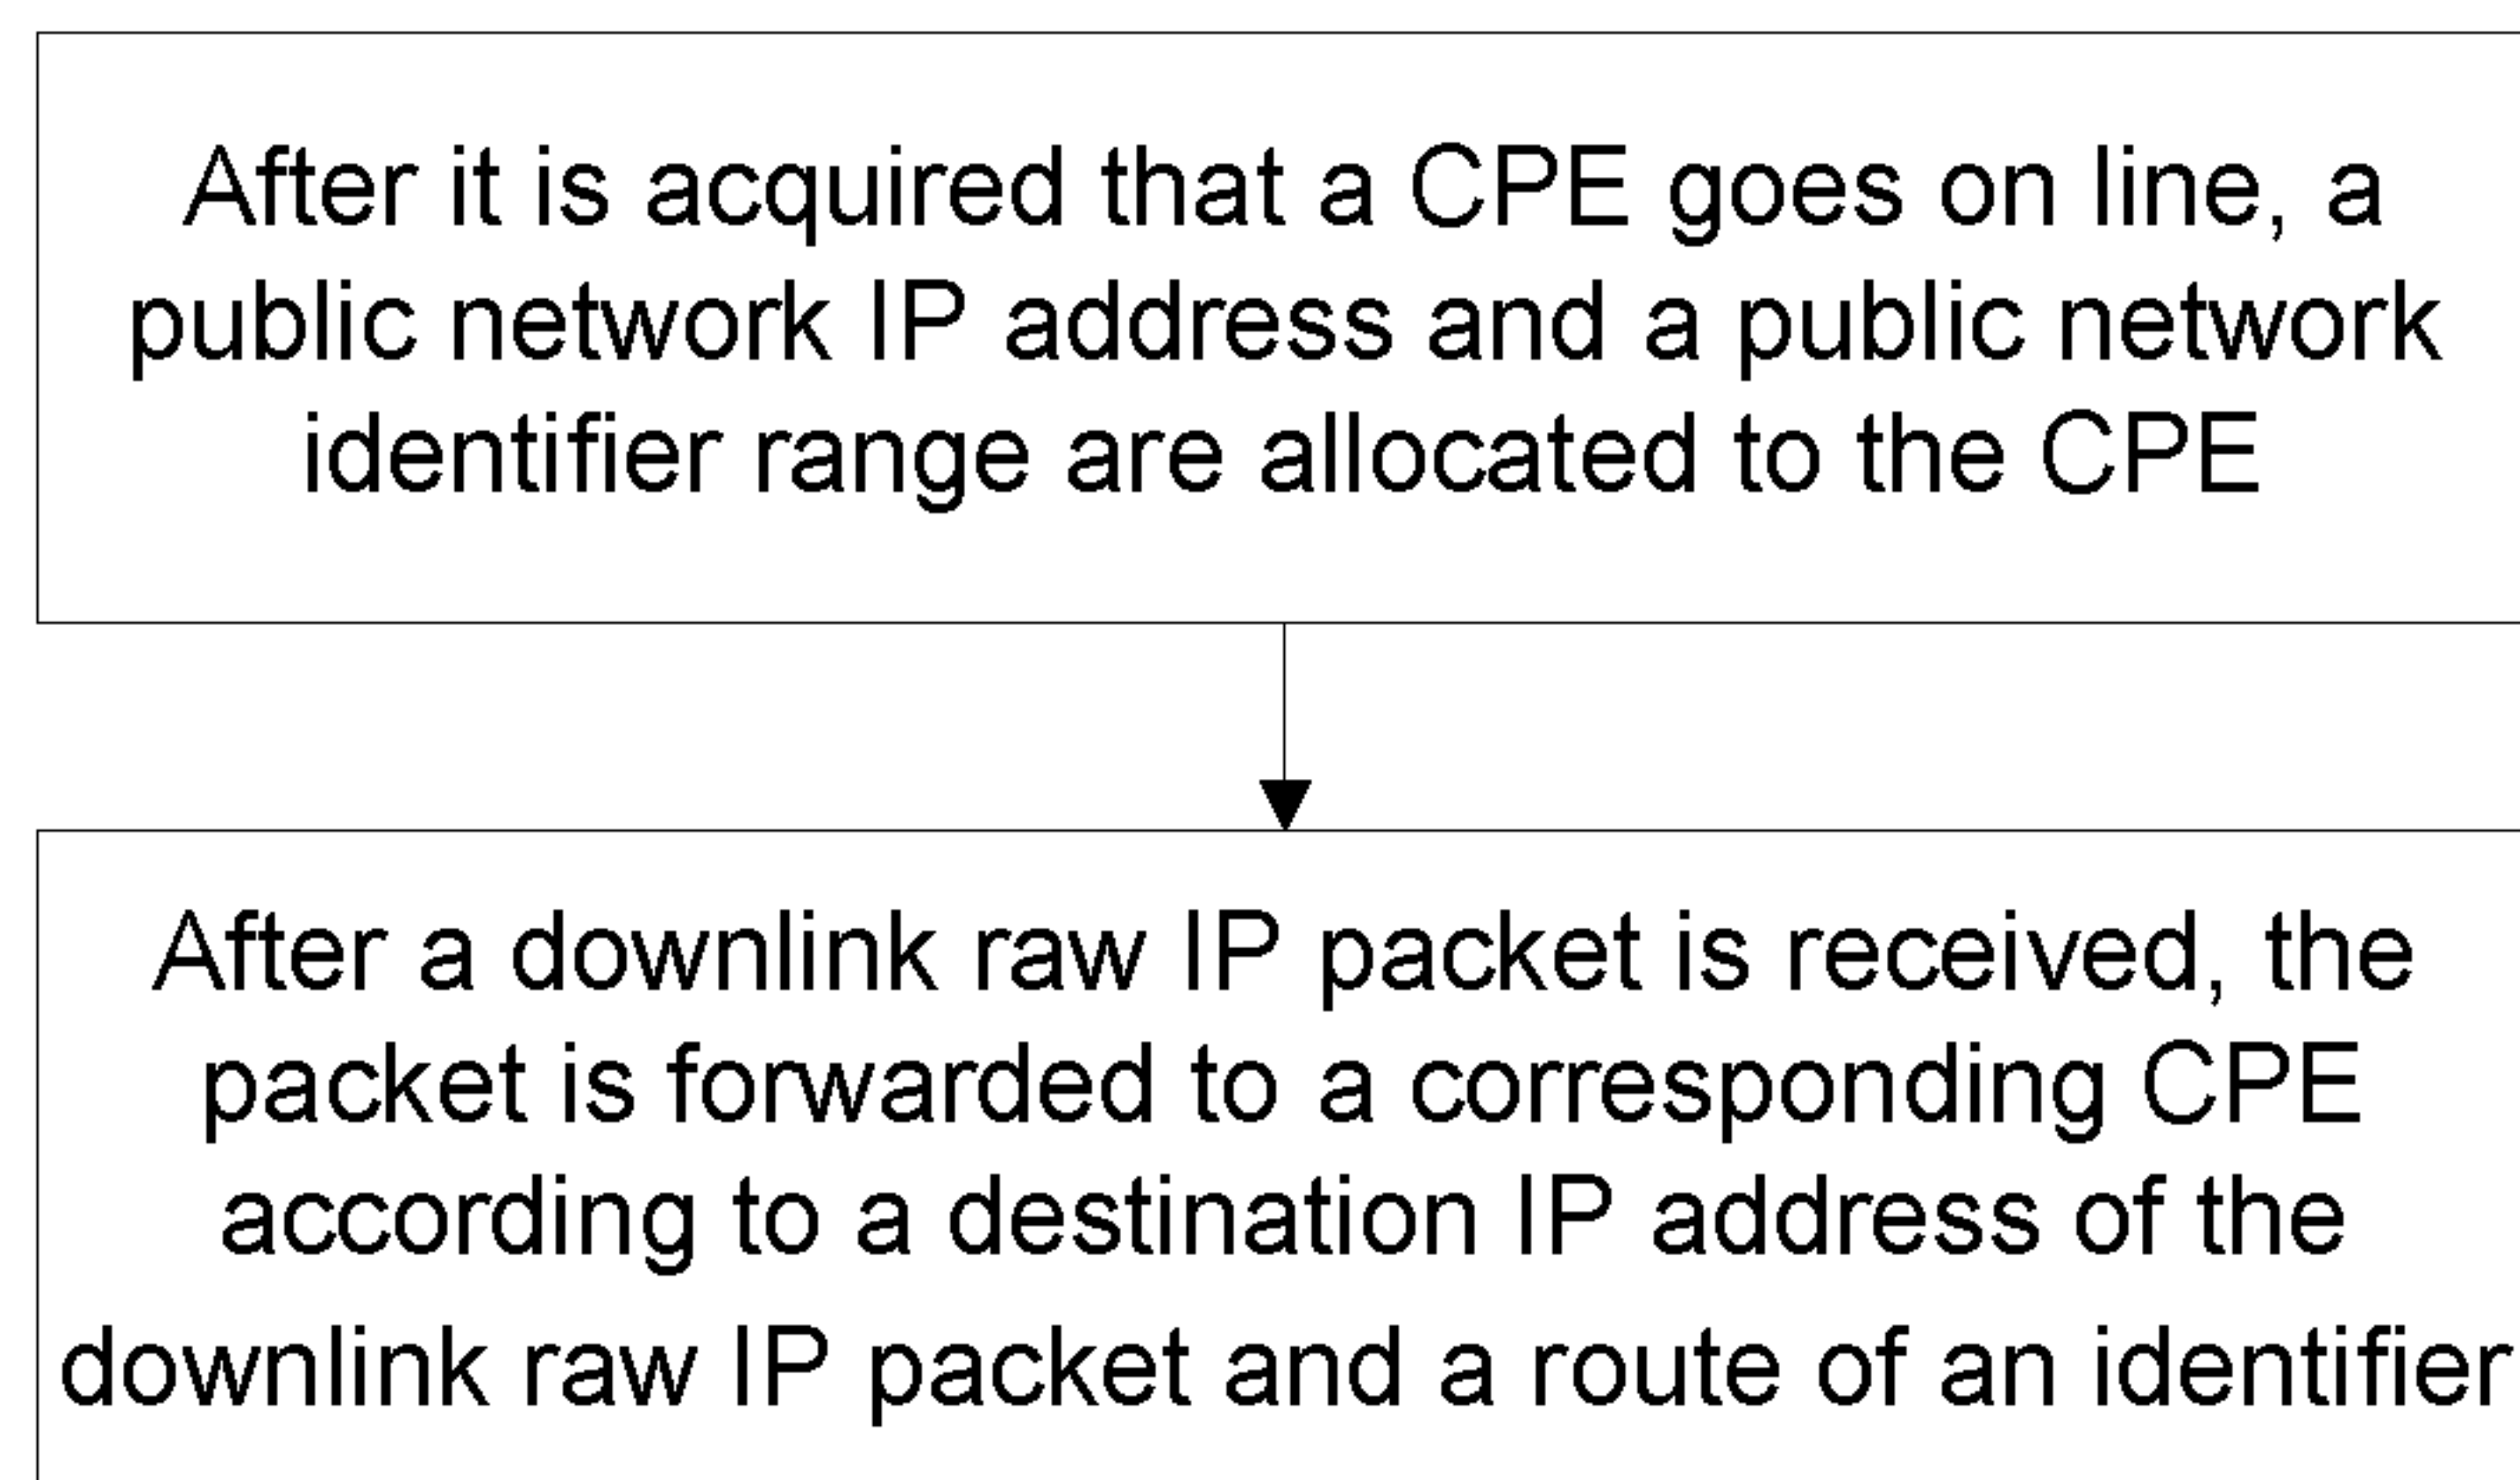 After it is acquired that a CPE goes on line, a
public network IP address and a public network
identifier range are allocated to the CPE
After a downlink raw IP packet is received, the
packet is forwarded to a corresponding CPE
according to a destination IP address of the
downlink raw IP packet and a route of an identifier